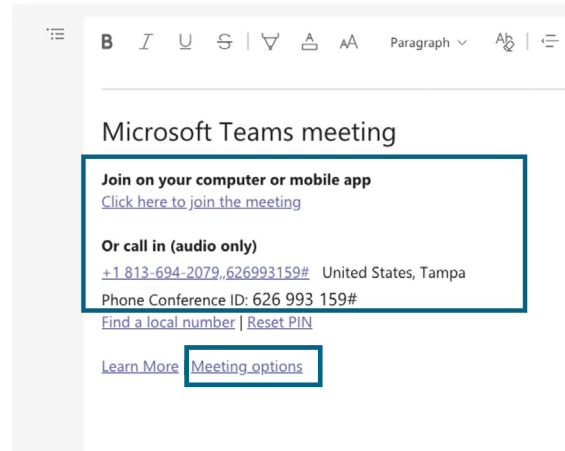 B I U S A AA Paragraph Ab
Microsoft Teams meeting
Join on your computer or mobile app
Click here to join the meeting
Or call in (audio only)
+1 813-694-2079,,626993159# United States, Tampa
Phone Conference ID: 626 993 159#
Find a local number | Reset PIN
Learn More | Meeting options